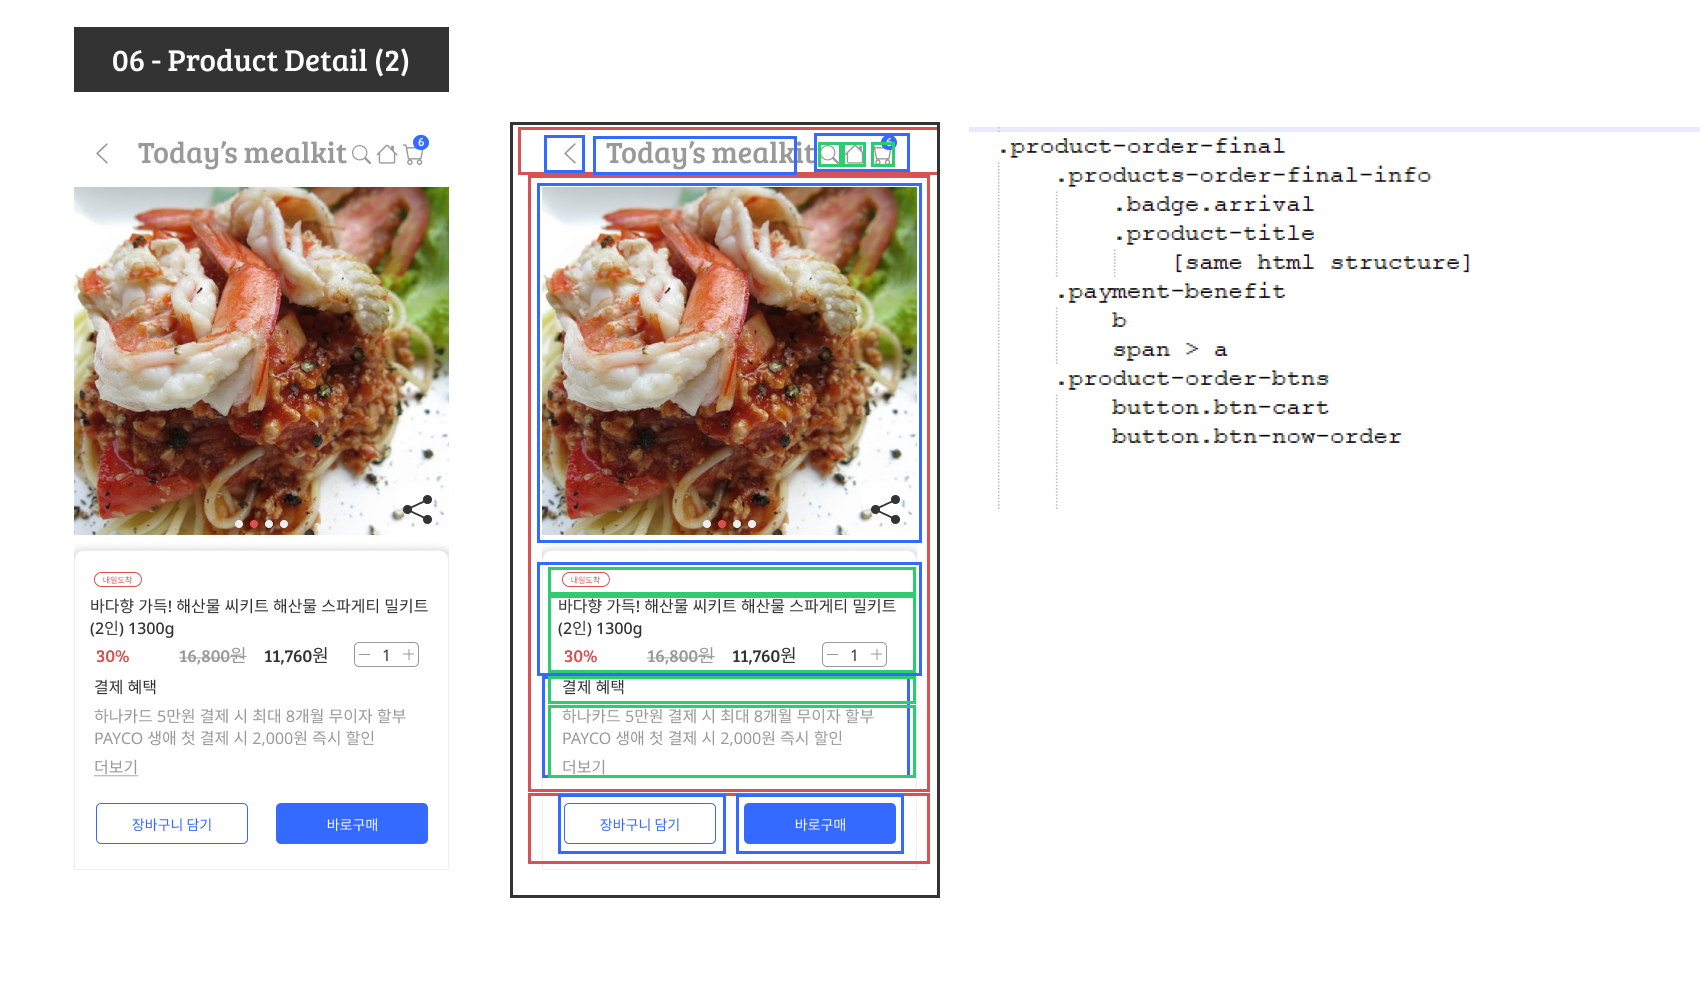 06 - Product Detail (2)
Today's mealkit
6
내일도착
바다향 가득! 해산물 씨키트 해산물 스파게티 밀키트
(2인) 1300g
30% 16,800원 11,760원 1
결제 혜택
하나카드 5만원 결제 시 최대 8개월 무이자 할부
PAYCO 생애 첫 결제 시 2,000원 즉시 할인
더보기
장바구니 담기 바로구매
Today's mealkit
내일도착
바다향 가득! 해산물 씨키트 해산물 스파게티 밀키트
(2인) 1300g
30% 16,800원 11,760원 1
결제 혜택
하나카드 5만원 결제 시 최대 8개월 무이자 할부
PAYCO 생애 첫 결제 시 2,000원 즉시 할인
더보기
장바구니 담기 바로구매
.product-order-final
.products-order-final-info
.badge.arrival
.product-title
[same html structure]
.payment-benefit
b
span > a
.product-order-btns
button.btn-cart
button.btn-now-order